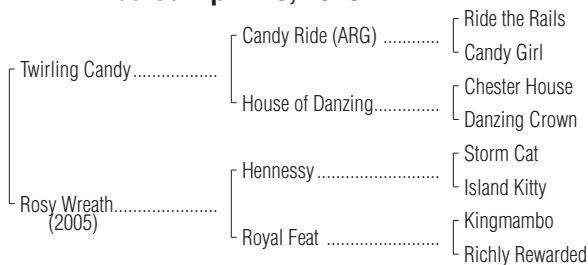 Ride the Rails
Candy Ride (ARG) ............
Candy Girl
Twirling Candy..................
Chester House
House of Danzing..............
Danzing Crown
Storm Cat
Hennessy ........................
Island Kitty
Rosy Wreath......................
(2005)
Kingmambo
Royal Feat ........................
Richly Rewarded